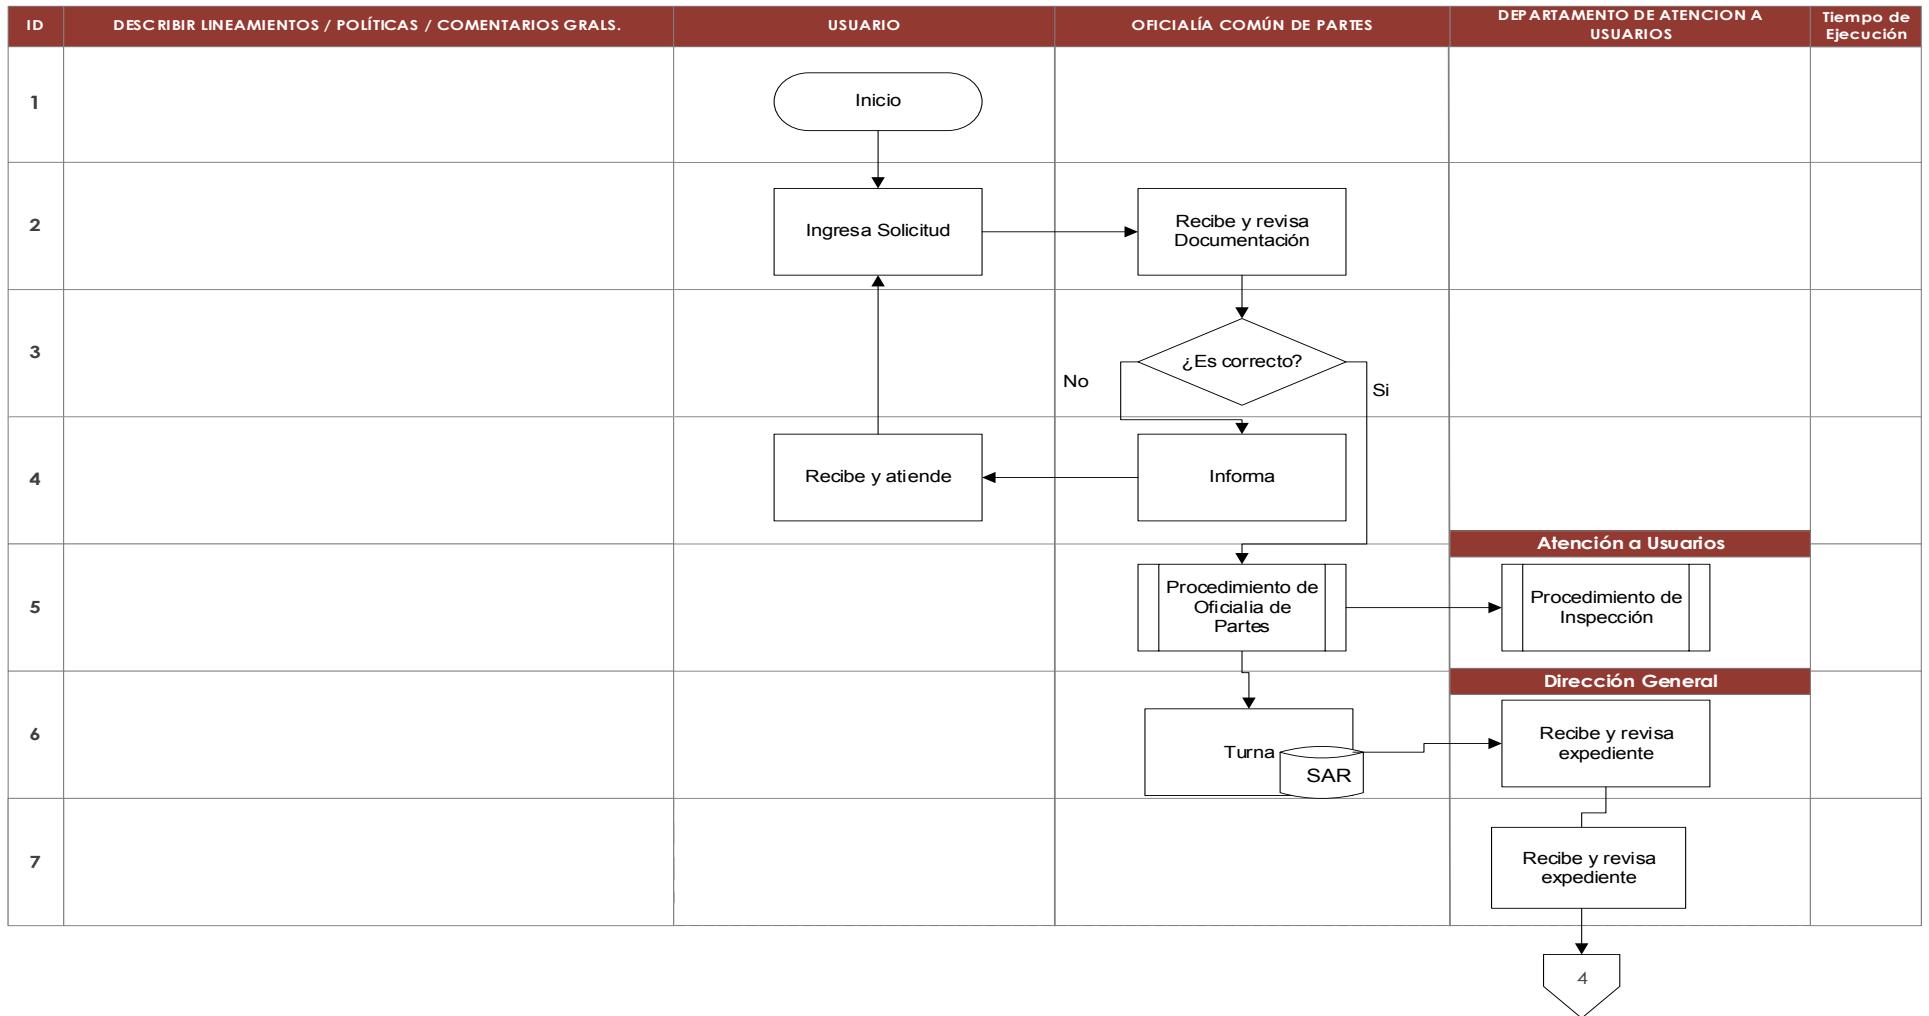 ID
DESCRIBIR LINEAMIENTOS / POLÍTICAS / COMENTARIOS GRALS.
USUARIO
OFICIALÍA COMÚN DE PARTES
DEPARTAMENTO DE ATENCION A
USUARIOS
Tiempo de
Ejecución
1
Inicio
2
Ingresa Solicitud
Recibe y revisa
Documentación
3
¿Es correcto?
No
Si
4
Recibe y atiende
Informa
Atención a Usuarios
5
Procedimiento de
Oficialia de
Partes
Procedimiento de
Inspección
Dirección General
6
Turna
SAR
Recibe y revisa
expediente
7
Recibe y revisa
expediente
4